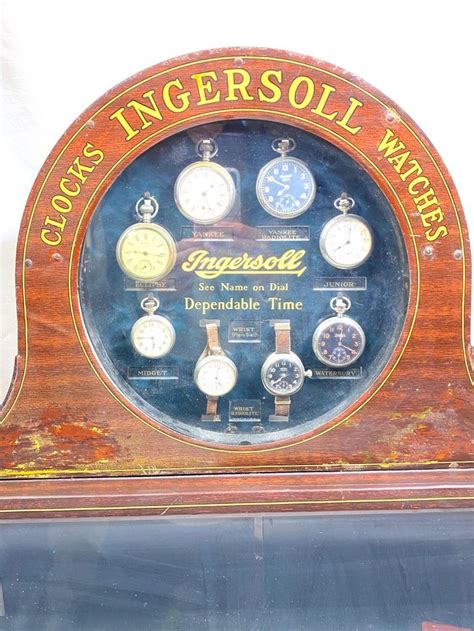 CLOCKS INGERSOLL WATCHES
YANKEE
YANKEE
RADIOLITE
ECLIPSE
JUNIOR
Ingersoll
See Name on Dial
Dependable Time
MIDGET
WRIST
WATERBURY
WRIST
RADIOLITE